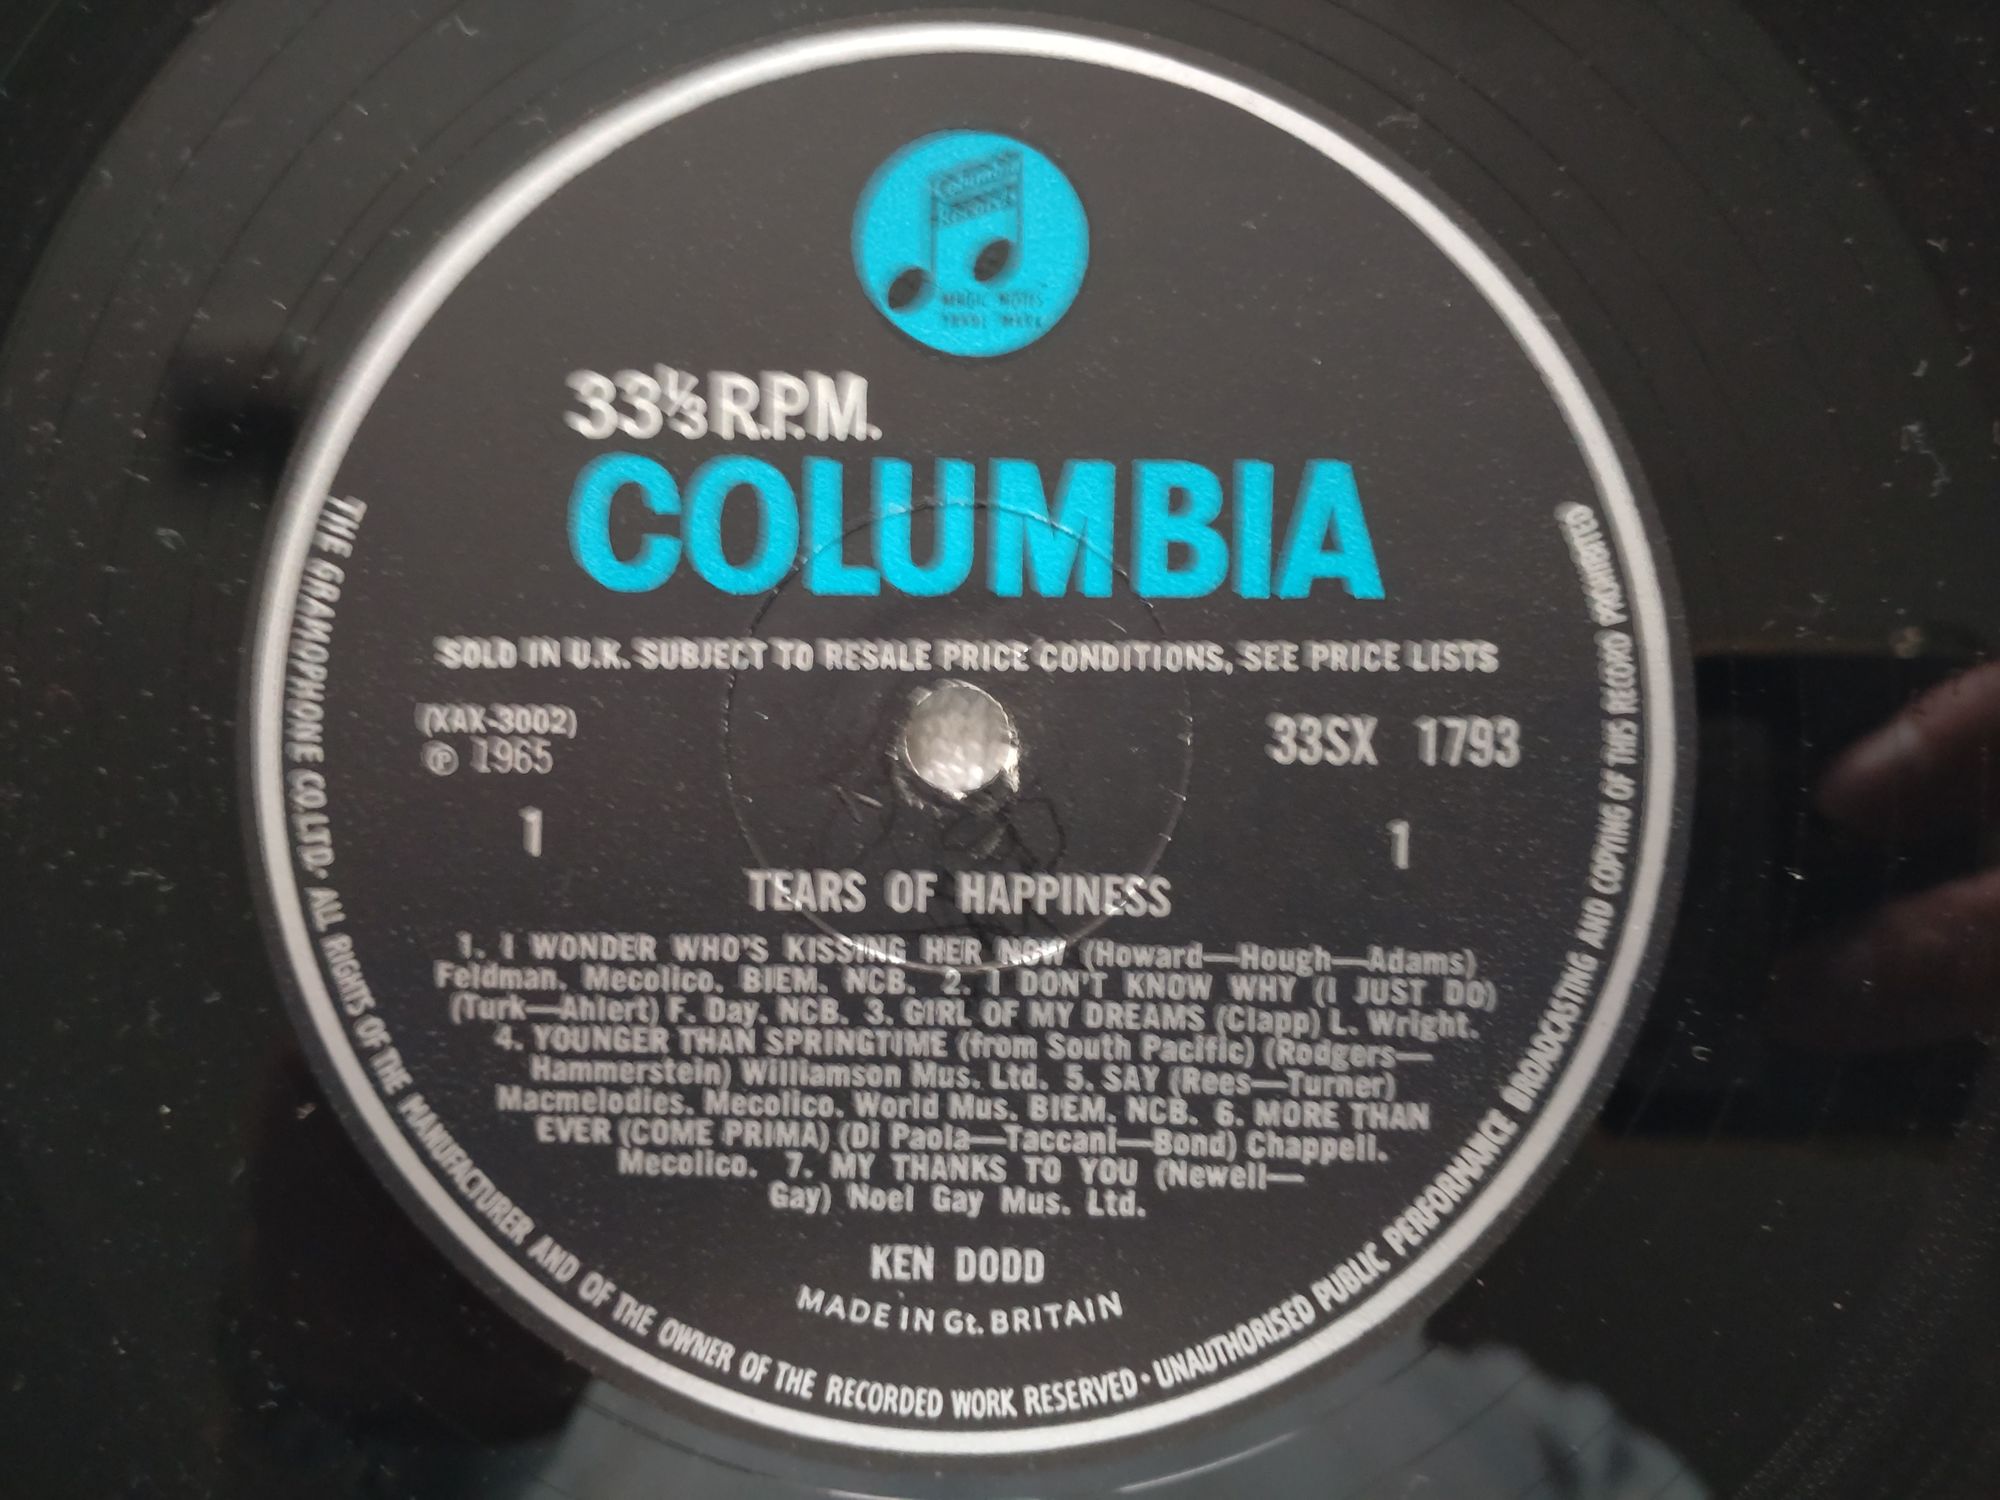 Columbia
Records
MAGIC NOTES
TRADE MARK
33⅓ R.P.M.
COLUMBIA
SOLD IN U.K. SUBJECT TO RESALE PRICE CONDITIONS, SEE PRICE LISTS
(XAX-3002)
℗ 1965
33SX 1793
1
1
TEARS OF HAPPINESS
1. I WONDER WHO'S KISSING HER NOW (Howard—Hough—Adams)
Feldman. Mecolico. BIEM. NCB. 2. I DON'T KNOW WHY (I JUST DO)
(Turk—Ahlert) F. Day. NCB. 3. GIRL OF MY DREAMS (Clapp) L. Wright.
4. YOUNGER THAN SPRINGTIME (from South Pacific) (Rodgers—
Hammerstein) Williamson Mus. Ltd. 5. SAY (Rees—Turner)
Macmelodies. Mecolico. World Mus. BIEM. NCB. 6. MORE THAN
EVER (COME PRIMA) (Di Paola—Taccani—Bond) Chappell.
Mecolico. 7. MY THANKS TO YOU (Newell—
Gay) Noel Gay Mus. Ltd.
KEN DODD
MADE IN Gt. BRITAIN
THE GRAMOPHONE CO. LTD. ALL RIGHTS OF THE MANUFACTURER AND OF THE OWNER OF THE RECORDED WORK RESERVED · UNAUTHORISED PUBLIC PERFORMANCE BROADCASTING AND COPYING OF THIS RECORD PROHIBITED